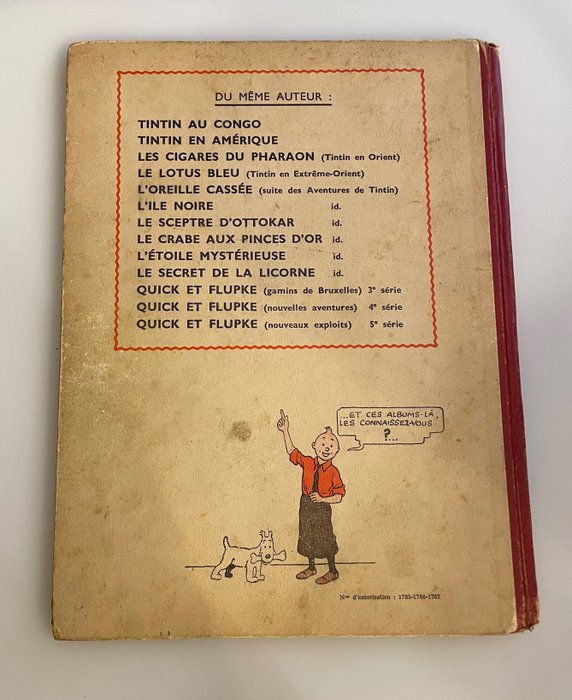 DU MÊME AUTEUR :
TINTIN AU CONGO
TINTIN EN AMÉRIQUE
LES CIGARES DU PHARAON (Tintin en Orient)
LE LOTUS BLEU (Tintin en Extrême-Orient)
L'OREILLE CASSÉE (suite des Aventures de Tintin)
L'ILE NOIRE id.
LE SCEPTRE D'OTTOKAR id.
LE CRABE AUX PINCES D'OR id.
L'ÉTOILE MYSTÉRIEUSE id.
LE SECRET DE LA LICORNE id.
QUICK ET FLUPKE (gamins de Bruxelles) 3e série
QUICK ET FLUPKE (nouvelles aventures) 4e série
QUICK ET FLUPKE (nouveaux exploits) 5e série
...ET CES ALBUMS-LÀ,
LES CONNAISSEZ-VOUS
?...
Nos d'autorisation : 1785-1786-1787